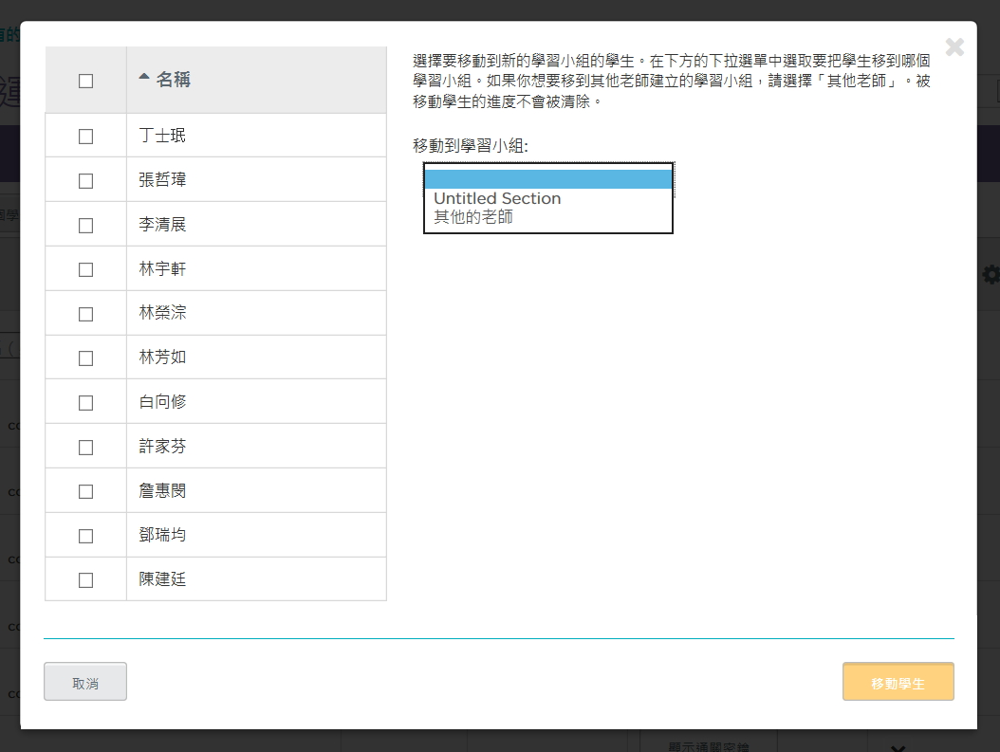 名稱
丁士珉
張哲瑋
李清展
林宇軒
林榮淙
林芳如
白向修
許家芬
詹惠閔
鄧瑞均
陳建廷
選擇要移動到新的學習小組的學生。在下方的下拉選單中選取要把學生移到哪個
學習小組。如果你想要移到其他老師建立的學習小組，請選擇「其他老師」。被
移動學生的進度不會被清除。
移動到學習小組:
Untitled Section
其他的老師
取消
移動學生